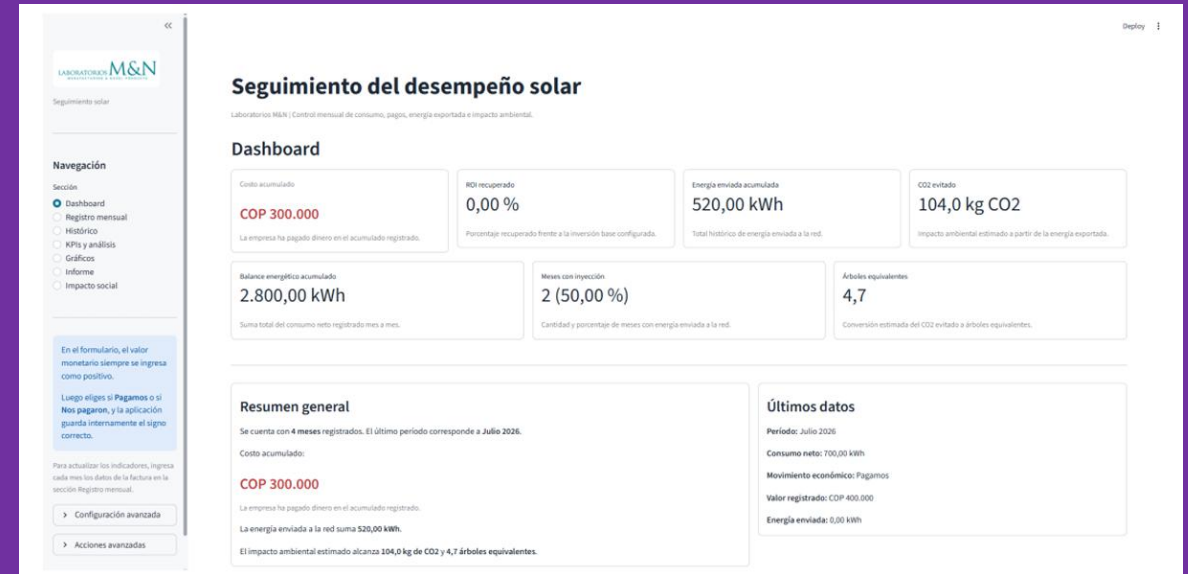 Deploy
LABORATORIOS M&N
Seguimiento solar
Navegación
Sección
Dashboard
Registro mensual
Histórico
KPIs y análisis
Gráficos
Informe
Impacto social
En el formulario, el valor
monetario siempre se ingresa
como positivo.
Luego eliges si Pagamos o si
Nos pagaron, y la aplicación
guarda internamente el signo
correcto.
Para actualizar los indicadores, ingresa
cada mes los datos de la factura en la
sección Registro mensual.
Configuración avanzada
Acciones avanzadas
Seguimiento del desempeño solar
Laboratorios M&N | Control mensual de consumo, pagos, energía exportada e impacto ambiental.
Dashboard
Costo acumulado
COP 300.000
La empresa ha pagado dinero en el acumulado registrado.
ROI recuperado
0,00 %
Porcentaje recuperado frente a la inversión base configurada.
Energía enviada acumulada
520,00 kWh
Total histórico de energía enviada a la red.
CO2 evitado
104,0 kg CO2
Impacto ambiental estimado a partir de la energía exportada.
Balance energético acumulado
2.800,00 kWh
Suma total del consumo neto registrado mes a mes.
Meses con inyección
2 (50,00 %)
Cantidad y porcentaje de meses con energía enviada a la red.
Árboles equivalentes
4,7
Conversión estimada del CO2 evitado a árboles equivalentes.
Resumen general
Se cuenta con 4 meses registrados. El último período corresponde a Julio 2026.
Costo acumulado:
COP 300.000
La empresa ha pagado dinero en el acumulado registrado.
La energía enviada a la red suma 520,00 kWh.
El impacto ambiental estimado alcanza 104,0 kg de CO2 y 4,7 árboles equivalentes.
Últimos datos
Período: Julio 2026
Consumo neto: 700,00 kWh
Movimiento económico: Pagamos
Valor registrado: COP 400.000
Energía enviada: 0,00 kWh